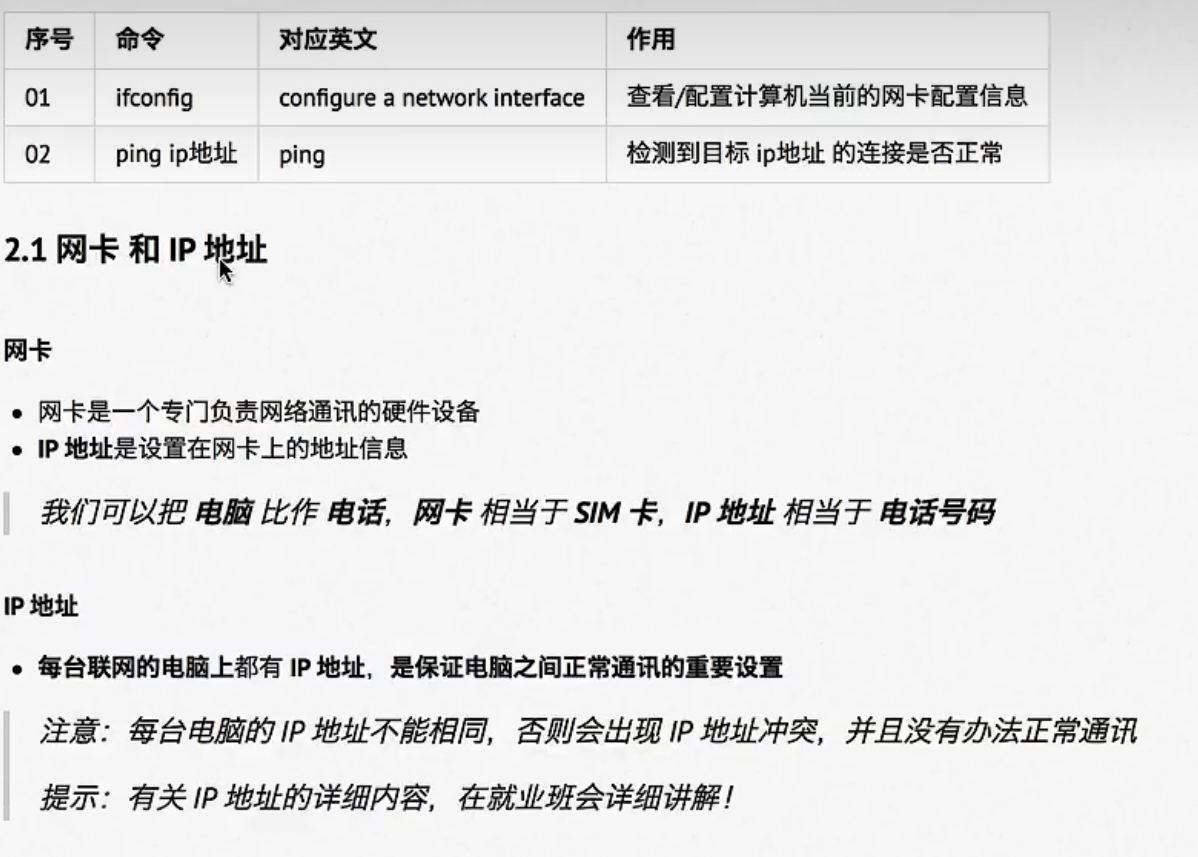 序号 命令 对应英文 作用
01 ifconfig configure a network interface 查看/配置计算机当前的网卡配置信息
02 ping ip地址 ping 检测到目标 ip地址 的连接是否正常
2.1 网卡 和 IP 地址
网卡
• 网卡是一个专门负责网络通讯的硬件设备
• IP 地址是设置在网卡上的地址信息
我们可以把 电脑 比作 电话，网卡 相当于 SIM 卡，IP 地址 相当于 电话号码
IP 地址
• 每台联网的电脑上都有 IP 地址，是保证电脑之间正常通讯的重要设置
注意：每台电脑的 IP 地址不能相同，否则会出现 IP 地址冲突，并且没有办法正常通讯
提示：有关 IP 地址的详细内容，在就业班会详细讲解！